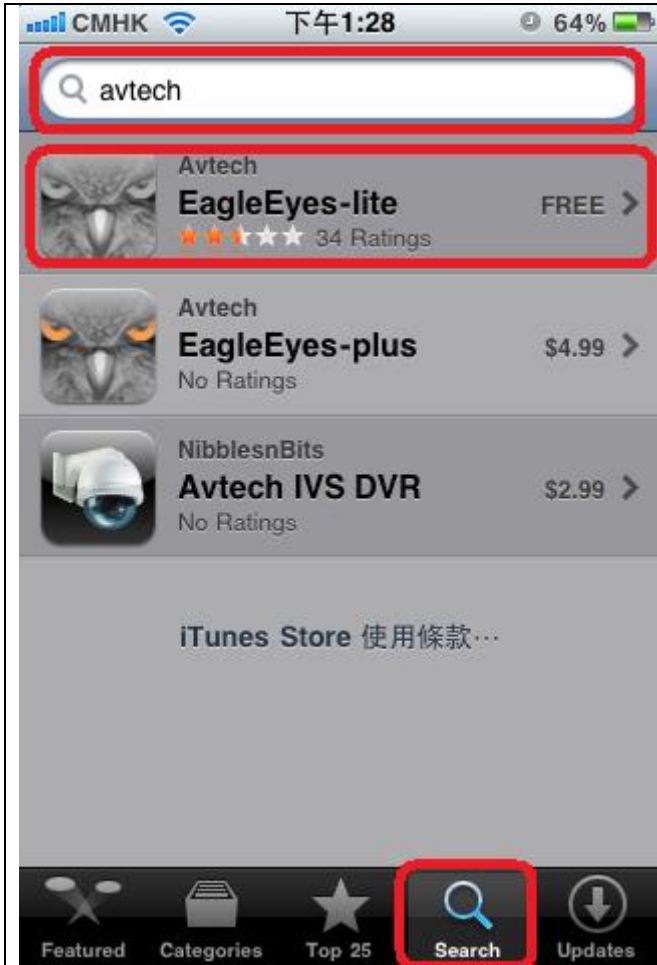 CMHK 下午1:28 64%
avtech
Avtech
EagleEyes-lite
FREE
34 Ratings
Avtech
EagleEyes-plus
$4.99
No Ratings
NibblesnBits
Avtech IVS DVR
$2.99
No Ratings
iTunes Store 使用條款…
Featured Categories Top 25 Search Updates